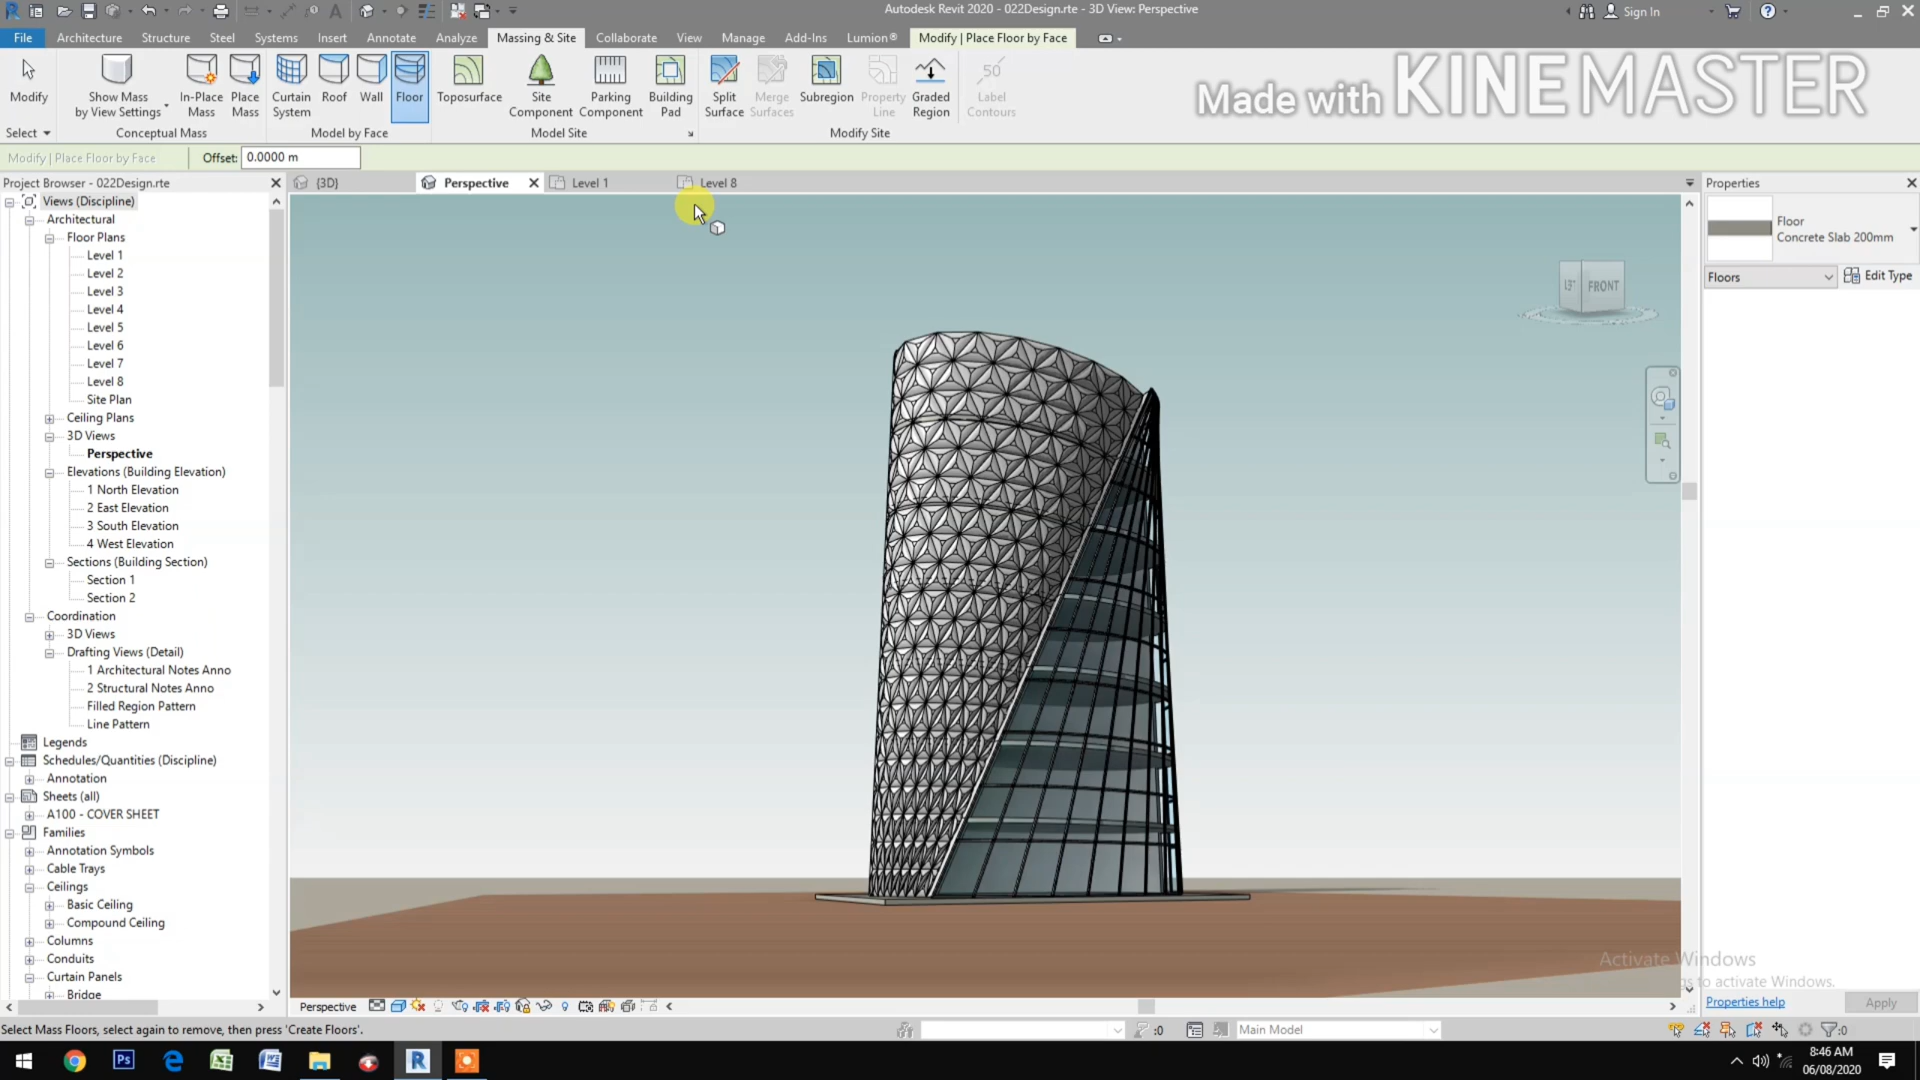 Autodesk Revit 2020 - 022Design.rte - 3D View: Perspective
Sign In
File Architecture Structure Steel Systems Insert Annotate Analyze Massing & Site Collaborate View Manage Add-Ins Lumion® Modify | Place Floor by Face
Made with KINEMASTER
Modify
Show Mass
by View Settings
In-Place
Mass
Place
Mass
Curtain
System
Roof
Wall
Floor
Toposurface
Site
Component
Parking
Component
Building
Pad
Split
Surface
Merge
Surfaces
Subregion
Property
Line
Graded
Region
50
Label
Contours
Select Conceptual Mass Model by Face Model Site Modify Site
Modify | Place Floor by Face Offset: 0.0000 m
Project Browser - 022Design.rte
{3D} Perspective Level 1 Level 8
Properties
Views (Discipline)
Architectural
Floor Plans
Level 1
Level 2
Level 3
Level 4
Level 5
Level 6
Level 7
Level 8
Site Plan
Ceiling Plans
3D Views
Perspective
Elevations (Building Elevation)
1 North Elevation
2 East Elevation
3 South Elevation
4 West Elevation
Sections (Building Section)
Section 1
Section 2
Coordination
3D Views
Drafting Views (Detail)
1 Architectural Notes Anno
2 Structural Notes Anno
Filled Region Pattern
Line Pattern
Legends
Schedules/Quantities (Discipline)
Annotation
Sheets (all)
A100 - COVER SHEET
Families
Annotation Symbols
Cable Trays
Ceilings
Basic Ceiling
Compound Ceiling
Columns
Conduits
Curtain Panels
Bridge
FRONT
Floor
Concrete Slab 200mm
Floors Edit Type
Activate Windows
to activate Windows.
Properties help Apply
Perspective
Select Mass Floors, select again to remove, then press 'Create Floors'.
:0
Main Model
:0
8:46 AM
06/08/2020